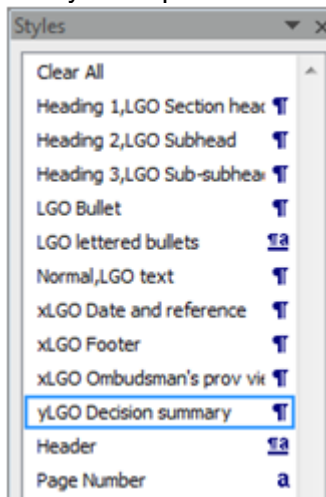 Styles
Clear All
Heading 1,LGO Section head
Heading 2,LGO Subhead
Heading 3,LGO Sub-subhea
LGO Bullet
LGO lettered bullets
Normal,LGO text
xLGO Date and reference
xLGO Footer
xLGO Ombudsman's prov vie
yLGO Decision summary
Header
Page Number